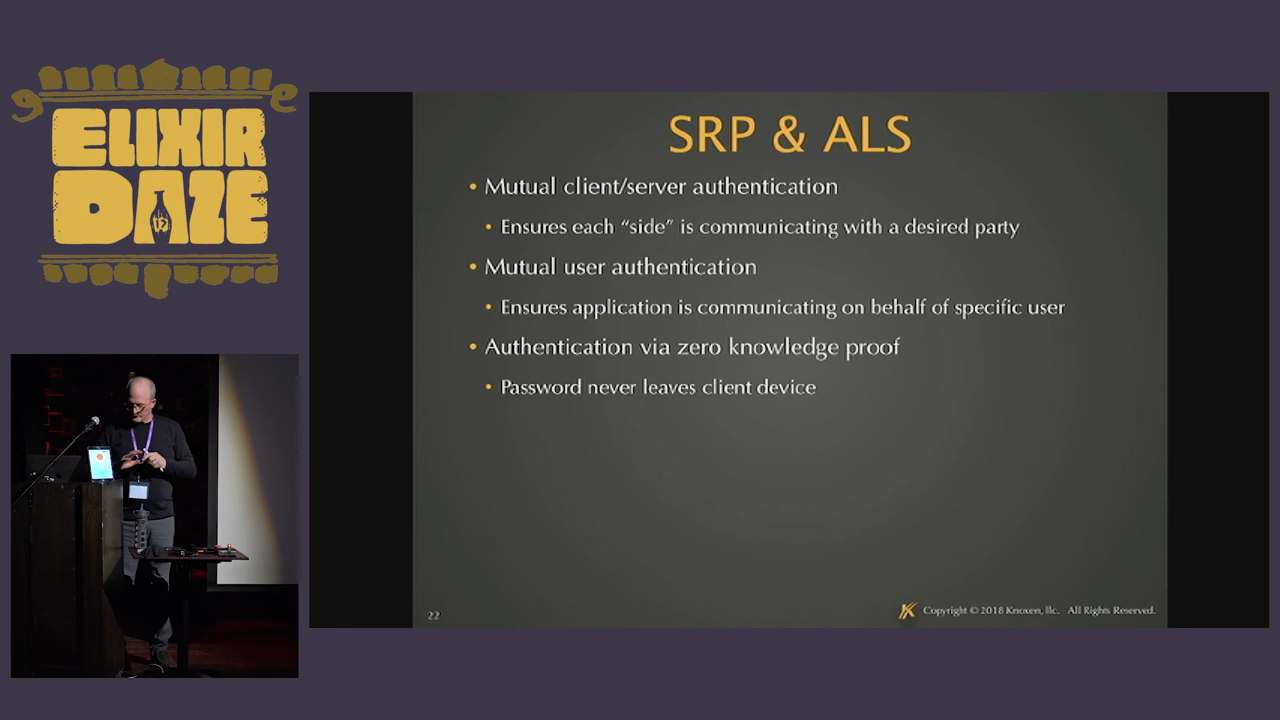 ELIXIR
DAZE
SRP & ALS
• Mutual client/server authentication
• Ensures each “side” is communicating with a desired party
• Mutual user authentication
• Ensures application is communicating on behalf of specific user
• Authentication via zero knowledge proof
• Password never leaves client device
22
Copyright © 2018 Knoxen, llc. All Rights Reserved.